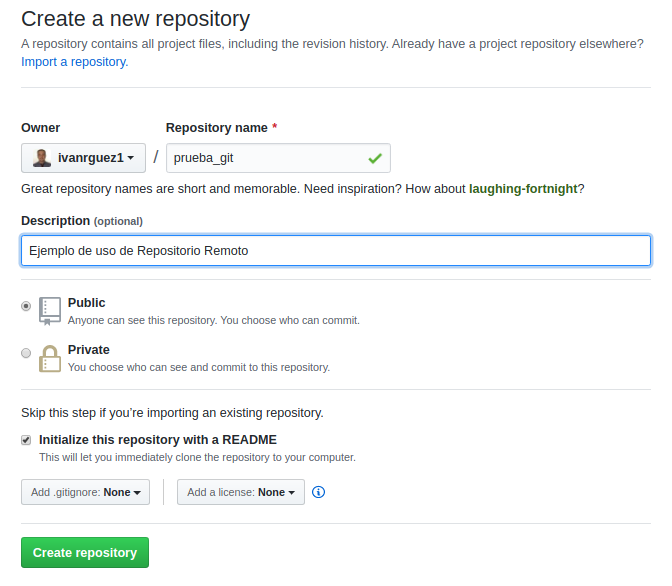 Create a new repository
A repository contains all project files, including the revision history. Already have a project repository elsewhere?
Import a repository.
Owner
Repository name *
ivanrguez1 / prueba_git
Great repository names are short and memorable. Need inspiration? How about laughing-fortnight?
Description (optional)
Ejemplo de uso de Repositorio Remoto
Public
Anyone can see this repository. You choose who can commit.
Private
You choose who can see and commit to this repository.
Skip this step if you’re importing an existing repository.
Initialize this repository with a README
This will let you immediately clone the repository to your computer.
Add .gitignore: None
Add a license: None
Create repository